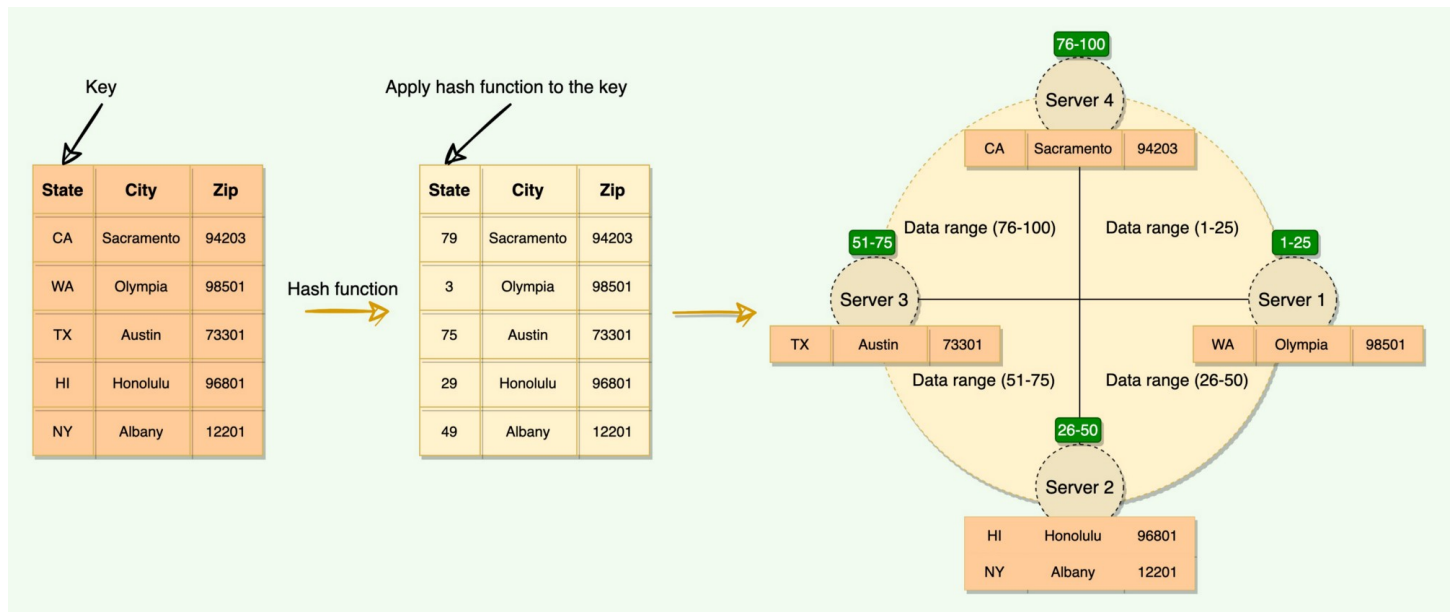 Key
State City Zip
CA Sacramento 94203
WA Olympia 98501
TX Austin 73301
HI Honolulu 96801
NY Albany 12201
Hash function
Apply hash function to the key
State City Zip
79 Sacramento 94203
3 Olympia 98501
75 Austin 73301
29 Honolulu 96801
49 Albany 12201
76-100
Server 4
CA Sacramento 94203
Data range (76-100)
Data range (1-25)
51-75
Server 3
TX Austin 73301
1-25
Server 1
WA Olympia 98501
Data range (51-75)
Data range (26-50)
26-50
Server 2
HI Honolulu 96801
NY Albany 12201